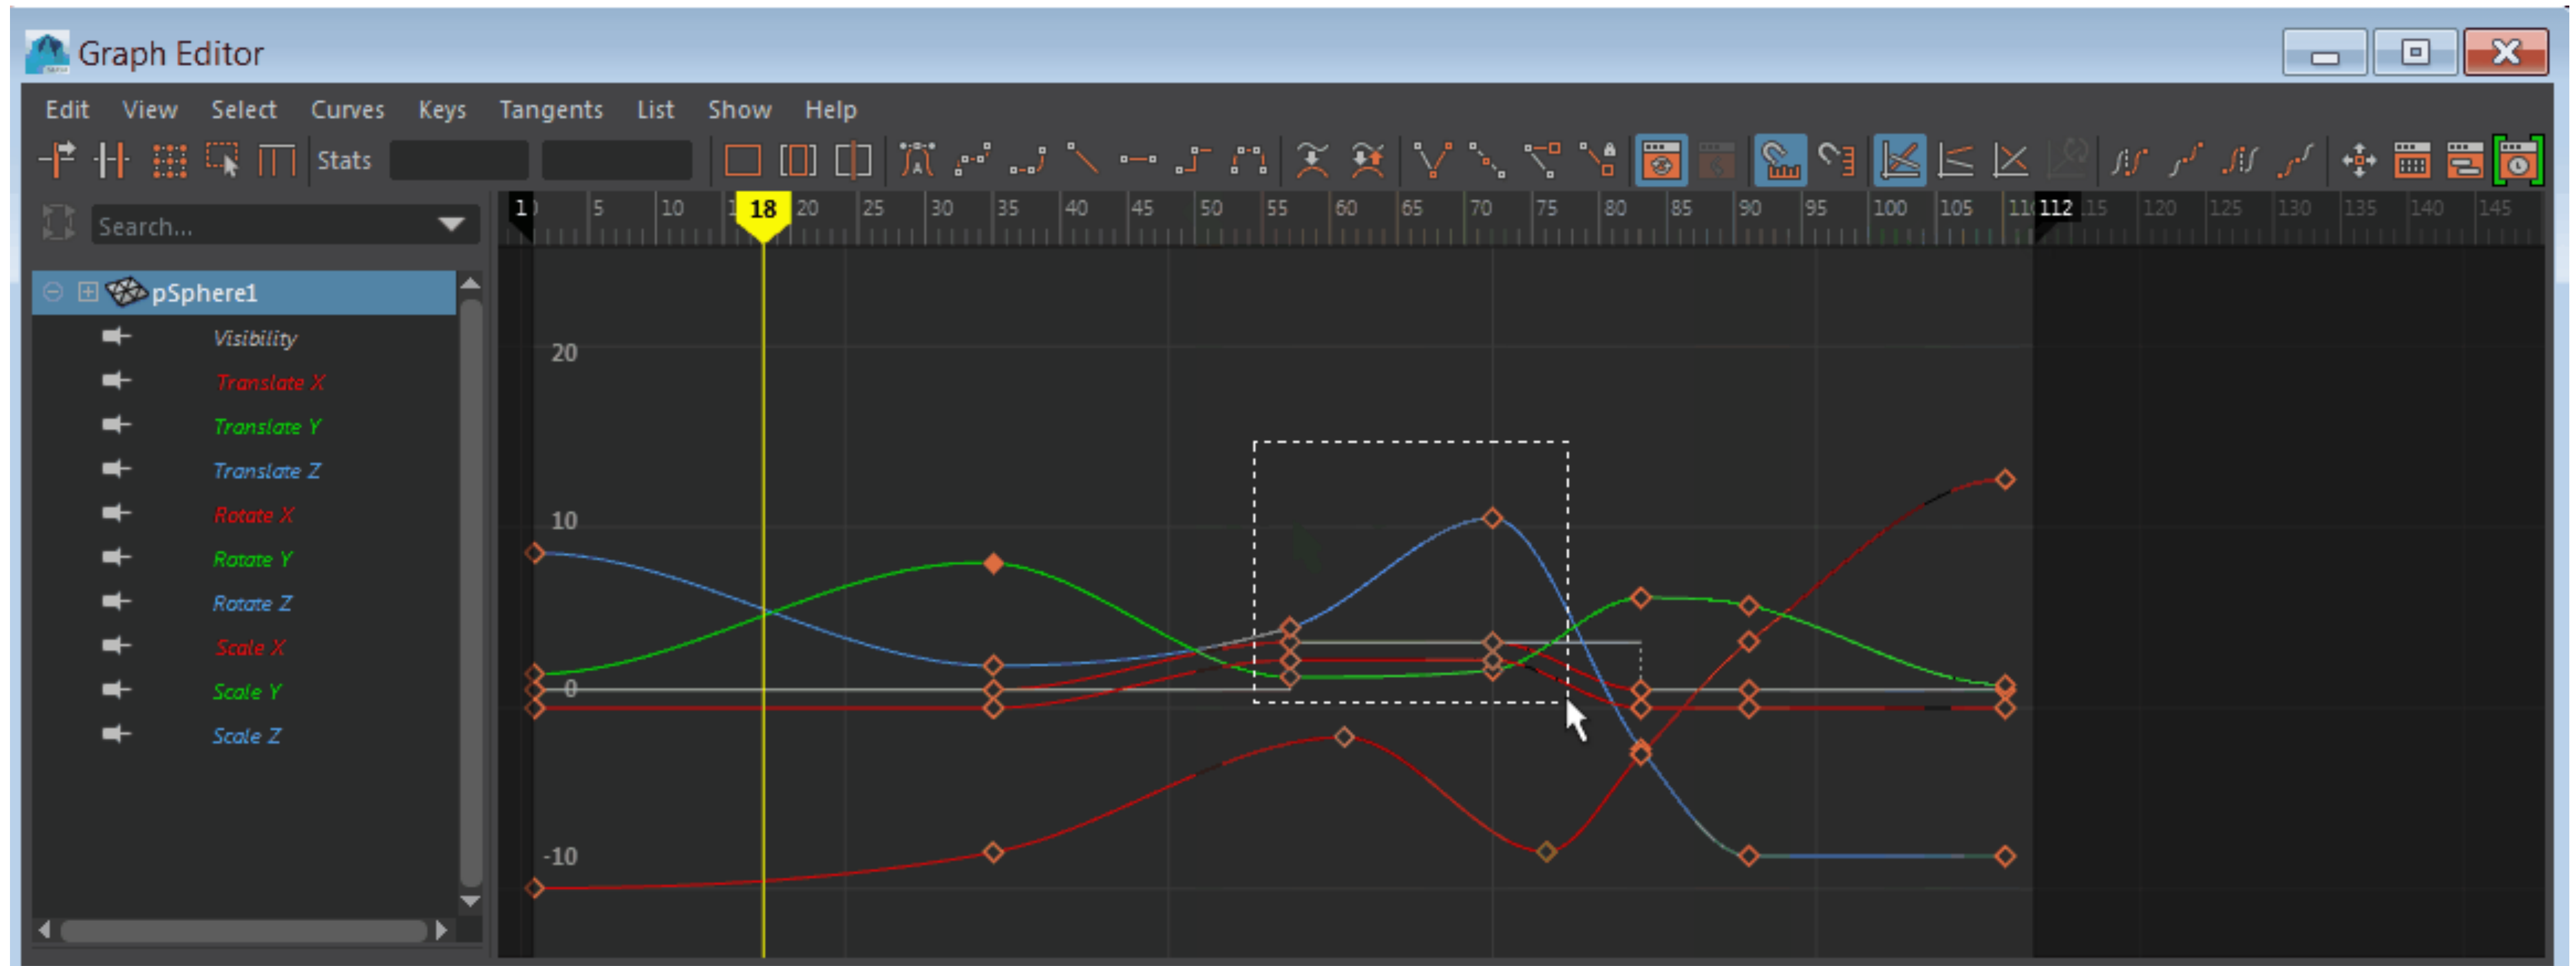 Graph Editor
Edit View Select Curves Keys Tangents List Show Help
Stats
1 5 10 18 20 25 30 35 40 45 50 55 60 65 70 75 80 85 90 95 100 105 112 120 125 130 135 140 145
Search...
pSphere1
Visibility
Translate X
Translate Y
Translate Z
Rotate X
Rotate Y
Rotate Z
Scale X
Scale Y
Scale Z
20
10
0
-10